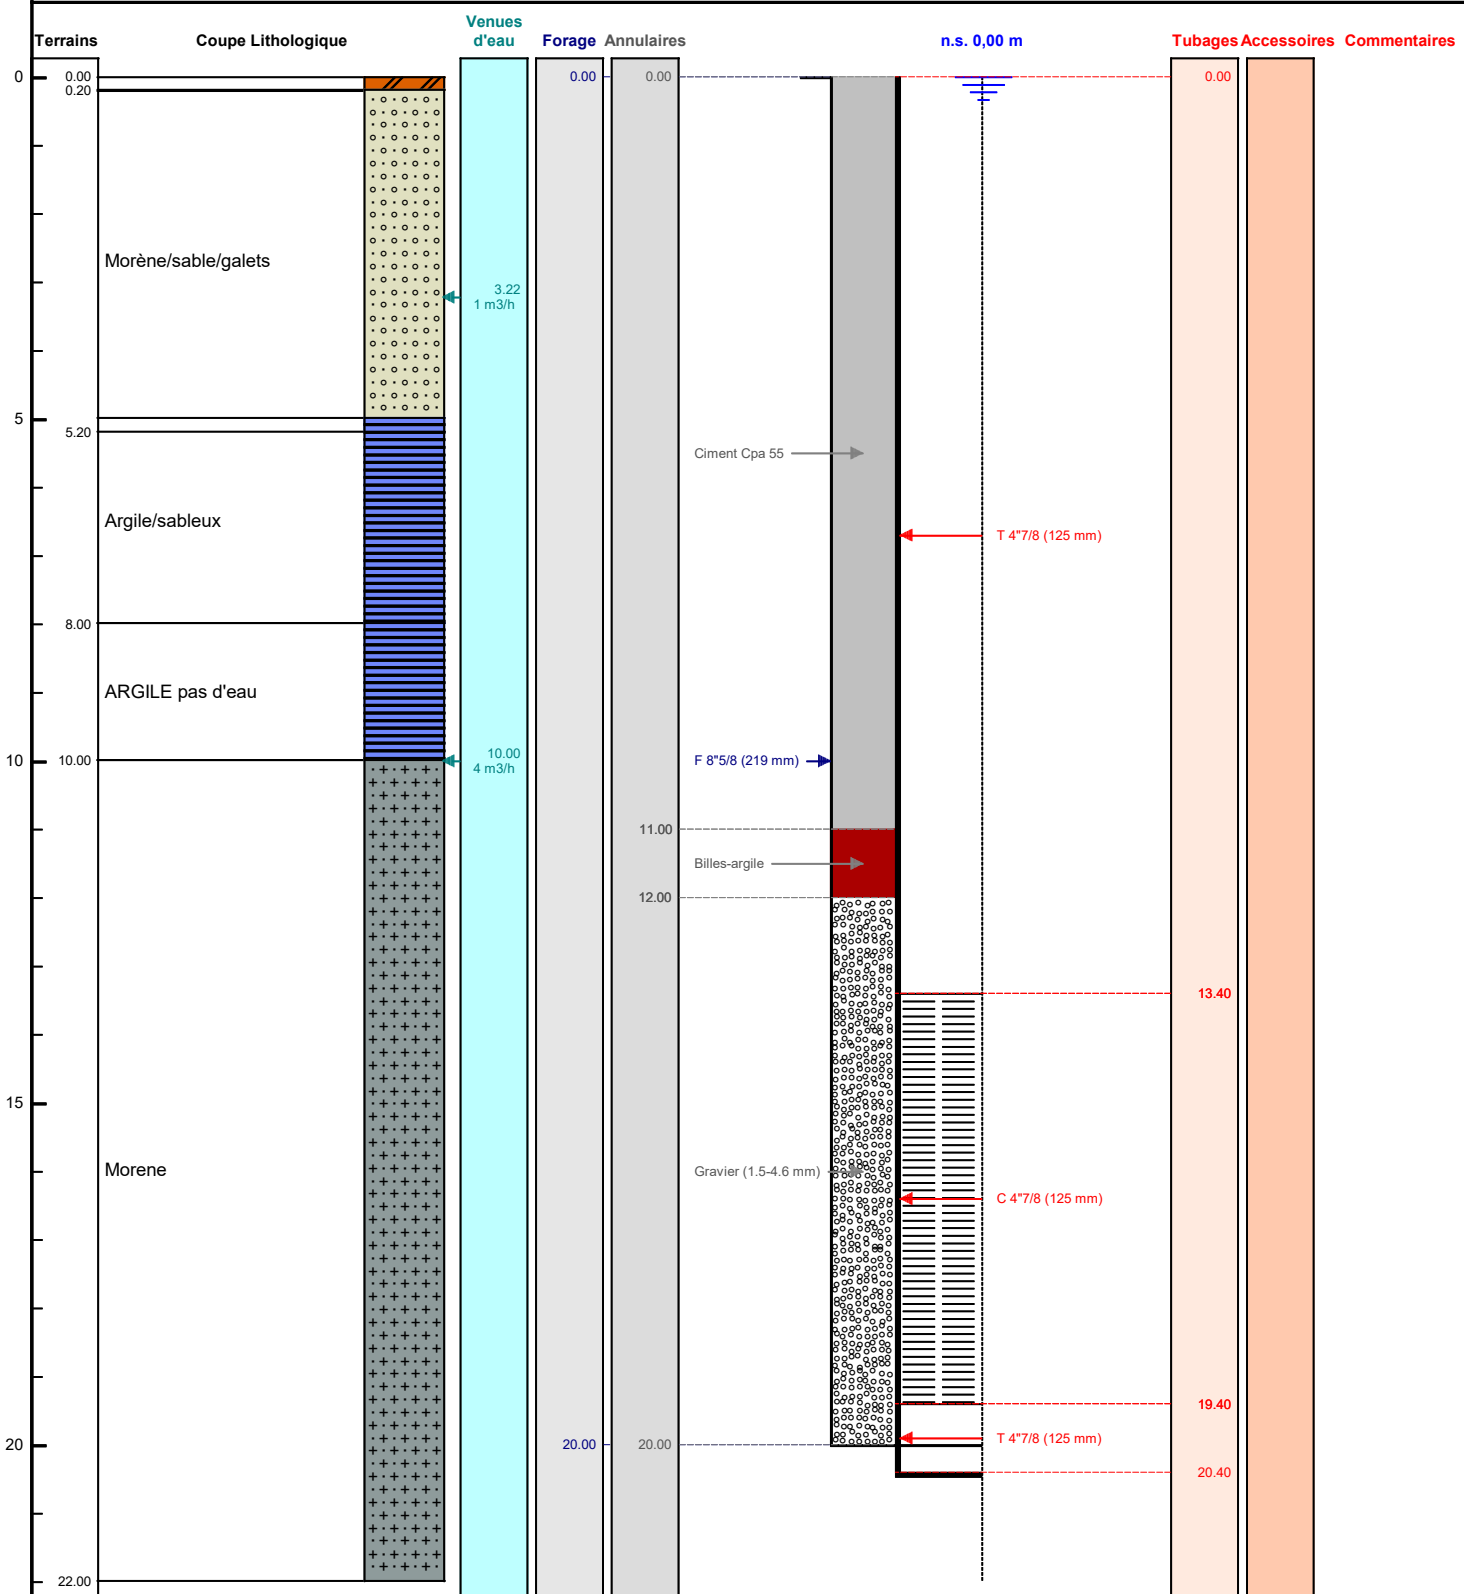 Terrains
Coupe Lithologique
Venues
d'eau
Forage
Annulaires
n.s. 0,00 m
Tubages
Accessoires
Commentaires
0
0.00
0.00
0.00
0.00
0.20
Morène/sable/galets
3.22
1 m3/h
5
5.20
Ciment Cpa 55
Argile/sableux
T 4"7/8 (125 mm)
8.00
ARGILE pas d'eau
10
10.00
10.00
4 m3/h
F 8"5/8 (219 mm)
11.00
Billes-argile
12.00
13.40
15
Morene
Gravier (1.5-4.6 mm)
C 4"7/8 (125 mm)
19.40
T 4"7/8 (125 mm)
20
20.00
20.00
20.40
22.00